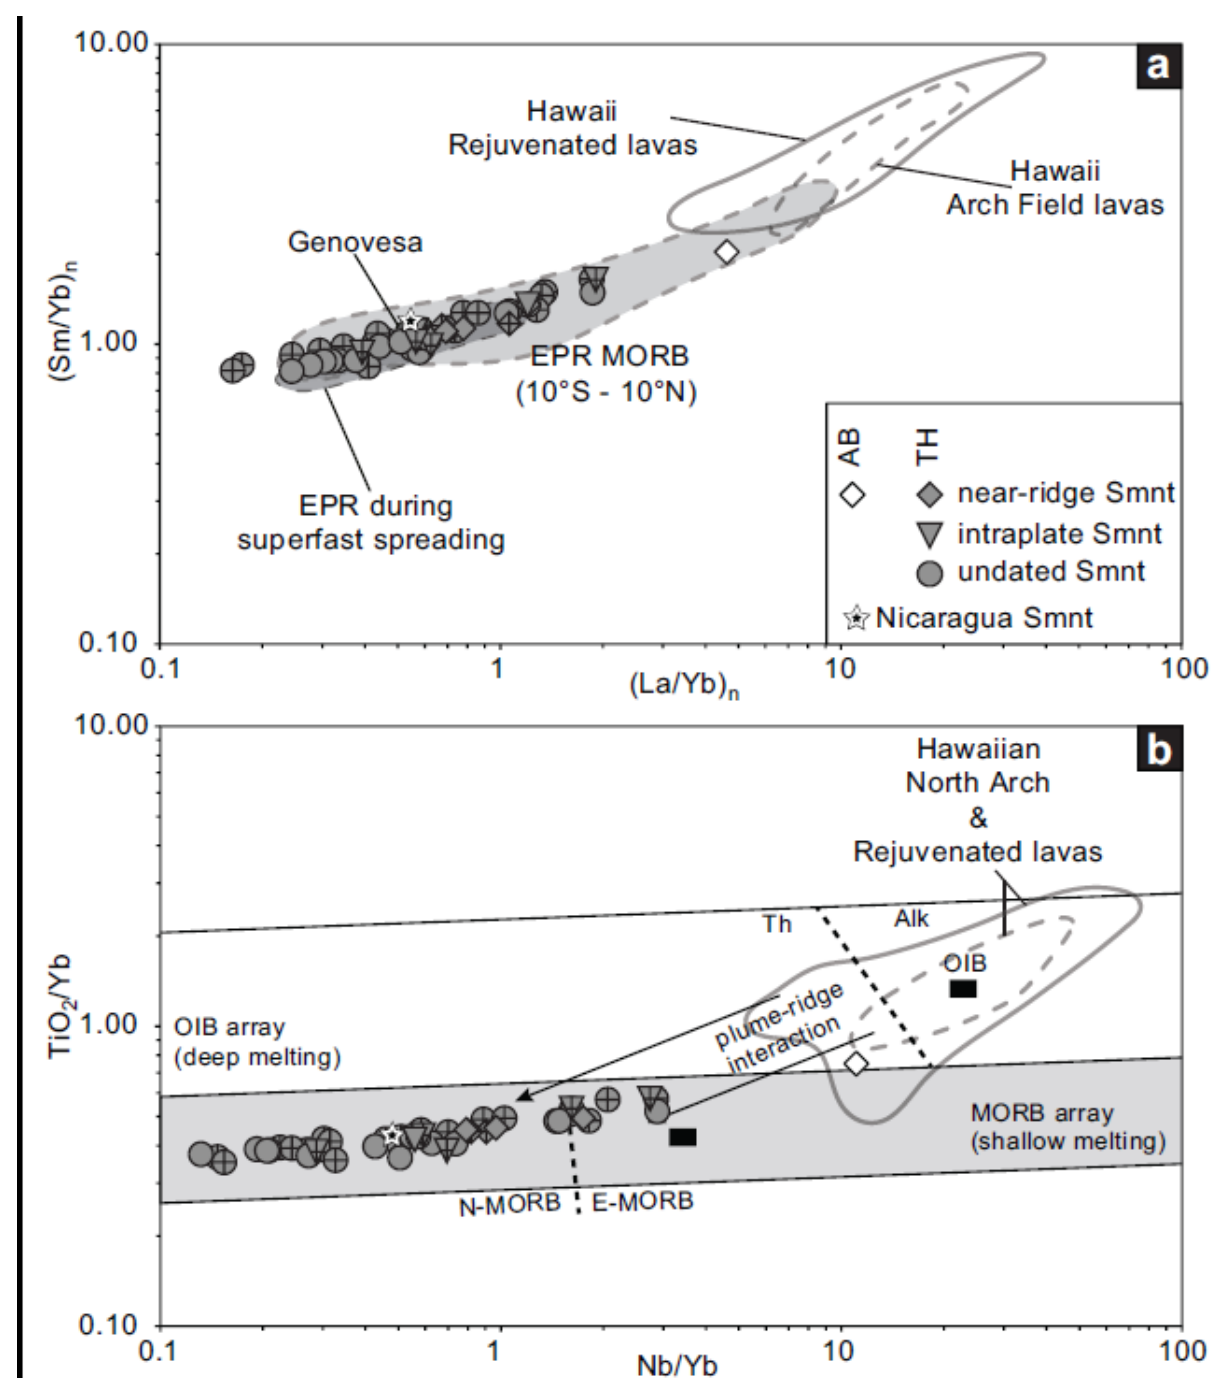 10.00
a
Hawaii
Rejuvenated lavas
Hawaii
Arch Field lavas
Genovesa
(Sm/Yb)n
1.00
EPR MORB
(10°S - 10°N)
EPR during
superfast spreading
AB
TH
near-ridge Smnt
intraplate Smnt
undated Smnt
Nicaragua Smnt
0.10
0.1
1
10
100
(La/Yb)n
10.00
b
Hawaiian
North Arch
&
Rejuvenated lavas
Th
Alk
OIB
TiO2/Yb
1.00
OIB array
(deep melting)
plume-ridge
interaction
MORB array
(shallow melting)
N-MORB
E-MORB
0.10
0.1
1
10
100
Nb/Yb